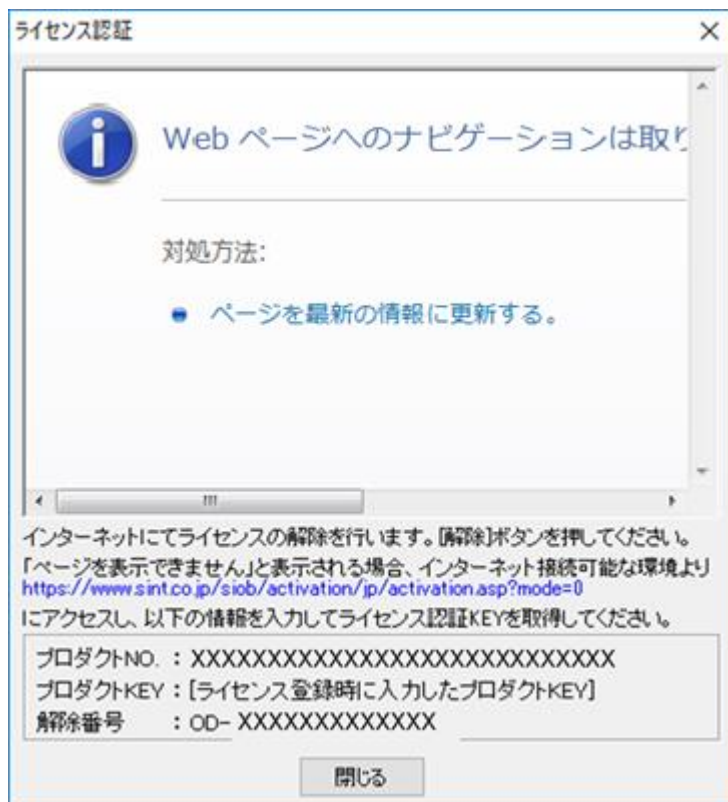 ライセンス認証
Web ページへのナビゲーションは取り
対処方法:
ページを最新の情報に更新する。
インターネットにてライセンスの解除を行います。[解除]ボタンを押してください。
「ページを表示できません」と表示される場合、インターネット接続可能な環境より
https://www.sint.co.jp/siob/activation/jp/activation.asp?mode=0
にアクセスし、以下の情報を入力してライセンス認証KEYを取得してください。
プロダクトNO. : XXXXXXXXXXXXXXXXXXXXXXXXXXXX
プロダクトKEY : [ライセンス登録時に入力したプロダクトKEY]
解除番号 : OD- XXXXXXXXXXXXX
閉じる